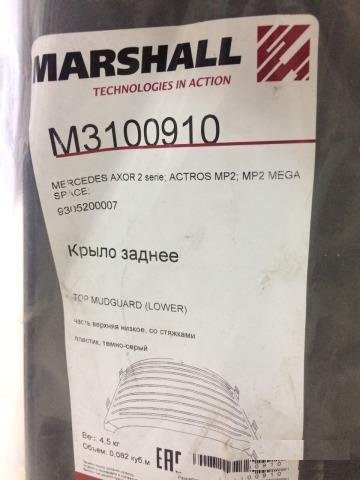 MARSHALL
TECHNOLOGIES IN ACTION
M3100910
MERCEDES AXOR 2 serie; ACTROS MP2; MP2 MEGA
SPACE;
9305200007
Крыло заднее
TOP MUDGUARD (LOWER)
часть верхняя низкое, со стяжками
пластик, темно-серый
Вес: 4,5 кг
Объем: 0,082 куб.м
EAC